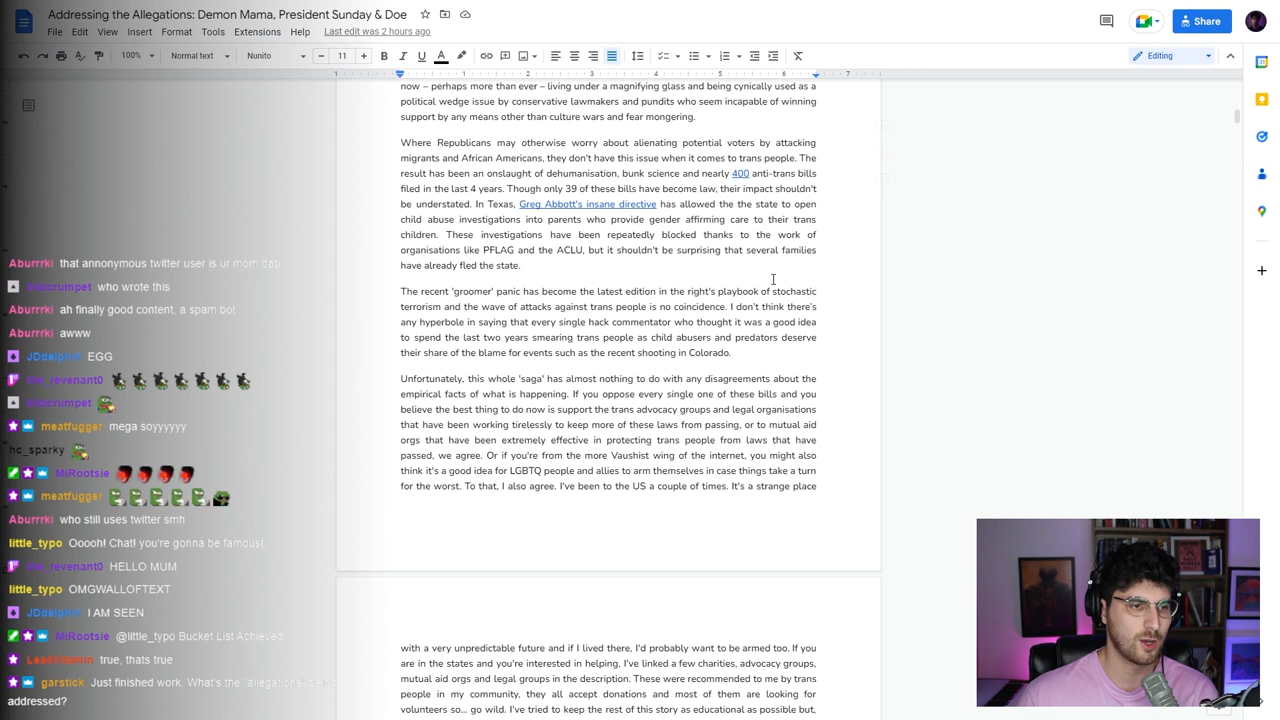 Addressing the Allegations: Demon Mama, President Sunday & Doe
File Edit View Insert Format Tools Extensions Help Last edit was 2 hours ago
Share
100% Normal text Nunito 11 Editing
1 1 2 3 4 5 6 7
now – perhaps more than ever – living under a magnifying glass and being cynically used as a
political wedge issue by conservative lawmakers and pundits who seem incapable of winning
support by any means other than culture wars and fear mongering.
Where Republicans may otherwise worry about alienating potential voters by attacking
migrants and African Americans, they don't have this issue when it comes to trans people. The
result has been an onslaught of dehumanisation, bunk science and nearly 400 anti-trans bills
filed in the last 4 years. Though only 39 of these bills have become law, their impact shouldn't
be understated. In Texas, Greg Abbott's insane directive has allowed the the state to open
child abuse investigations into parents who provide gender affirming care to their trans
children. These investigations have been repeatedly blocked thanks to the work of
organisations like PFLAG and the ACLU, but it shouldn't be surprising that several families
have already fled the state.
The recent 'groomer' panic has become the latest edition in the right's playbook of stochastic
terrorism and the wave of attacks against trans people is no coincidence. I don't think there's
any hyperbole in saying that every single hack commentator who thought it was a good idea
to spend the last two years smearing trans people as child abusers and predators deserve
their share of the blame for events such as the recent shooting in Colorado.
Unfortunately, this whole 'saga' has almost nothing to do with any disagreements about the
empirical facts of what is happening. If you oppose every single one of these bills and you
believe the best thing to do now is support the trans advocacy groups and legal organisations
that have been working tirelessly to keep more of these laws from passing, or to mutual aid
orgs that have been extremely effective in protecting trans people from laws that have
passed, we agree. Or if you're from the more Vaushist wing of the internet, you might also
think it's a good idea for LGBTQ people and allies to arm themselves in case things take a turn
for the worst. To that, I also agree. I've been to the US a couple of times. It's a strange place
with a very unpredictable future and if I lived there, I'd probably want to be armed too. If you
are in the states and you're interested in helping, I've linked a few charities, advocacy groups,
mutual aid orgs and legal groups in the description. These were recommended to me by trans
people in my community, they all accept donations and most of them are looking for
volunteers so... go wild. I've tried to keep the rest of this story as educational as possible but,
Aburrrki that annonymous twitter user is ur mom dab
who wrote this
Aburrrki ah finally good content, a spam bot
Aburrrki awww
JDdelphin EGG
the_revenant0
meatfugger mega soyyyyyy
hc_sparky
MiRootsie
meatfugger
Aburrrki who still uses twitter smh
little_typo Ooooh! Chat! you're gonna be famous!
the_revenant0 HELLO MUM
little_typo OMGWALLOFTEXT
JDdelphin I AM SEEN
MiRootsie @little_typo Bucket List Achieved
true, thats true
garstick Just finished work. What's the "allegations" being
addressed?